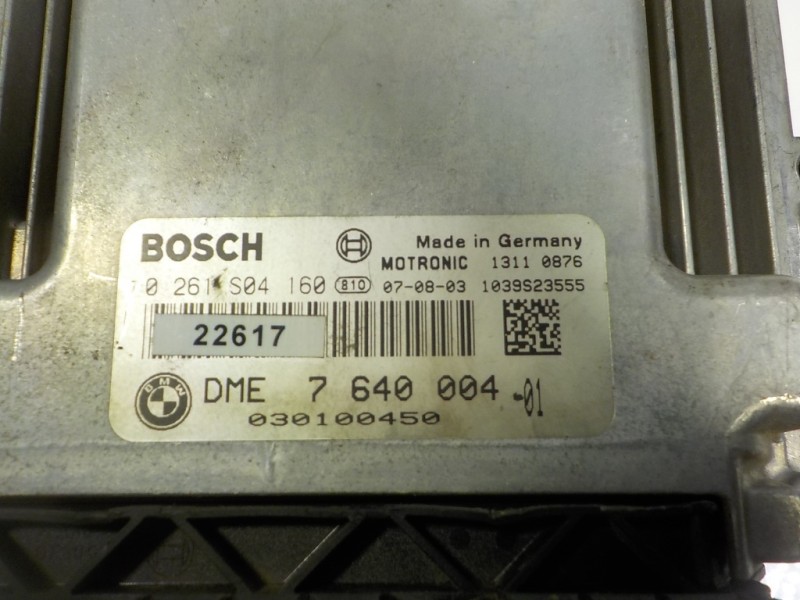 BOSCH
Made in Germany
MOTRONIC 1311 0876
0 261 S04 160 810 07-08-03 1039S23555
22617
BMW
DME 7 640 004 -01
030100450